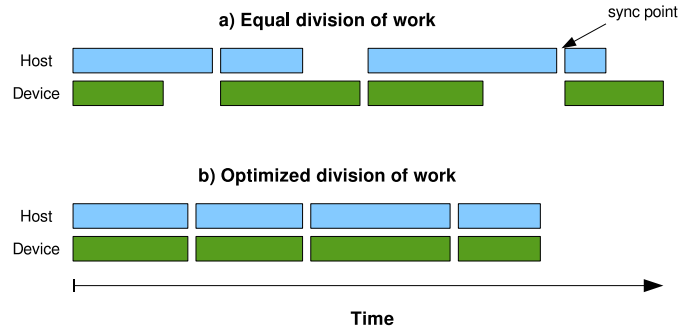 sync point
a) Equal division of work
Host
Device
b) Optimized division of work
Host
Device
Time